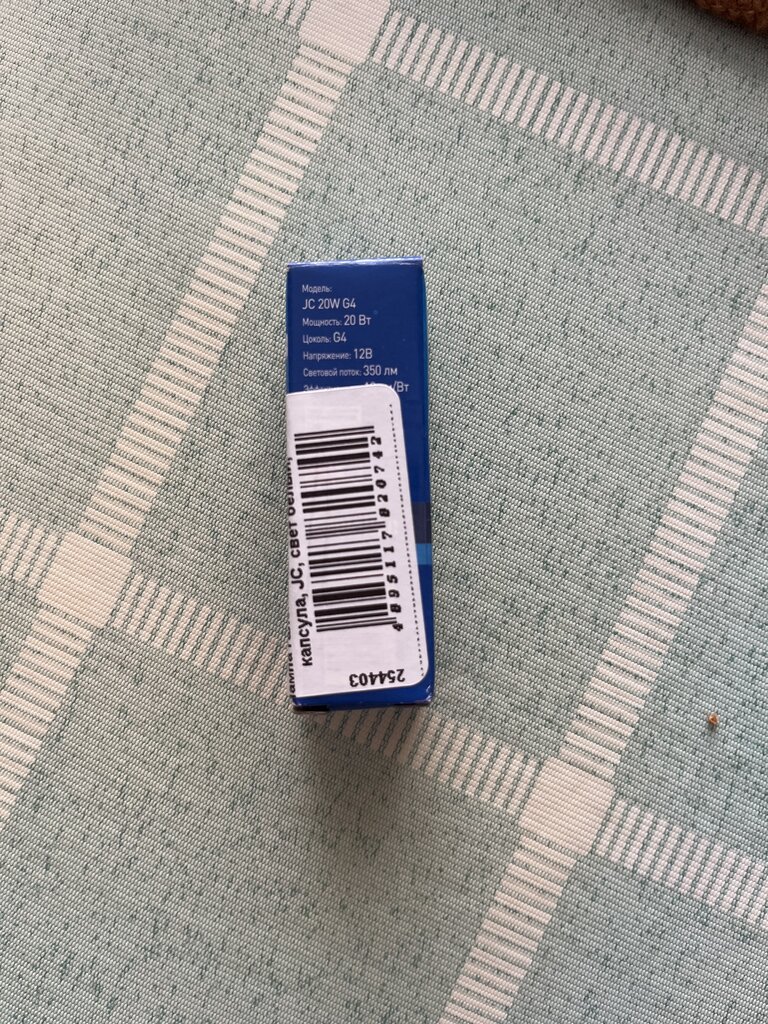 Модель:
JC 20W G4
Мощность: 20 Вт
Цоколь: G4
Напряжение: 12В
Световой поток: 350 лм
капсула, JC, свет белый,
4 895117 820742
254403